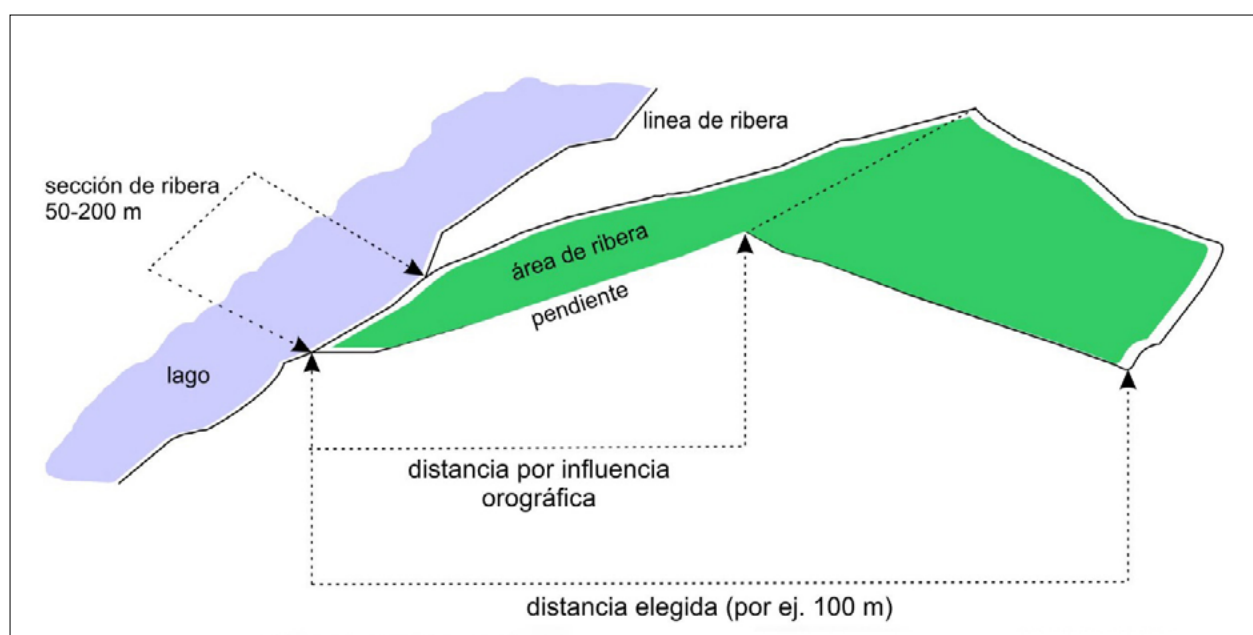 linea de ribera
sección de ribera
50-200 m
área de ribera
pendiente
lago
distancia por influencia
orográfica
distancia elegida (por ej. 100 m)